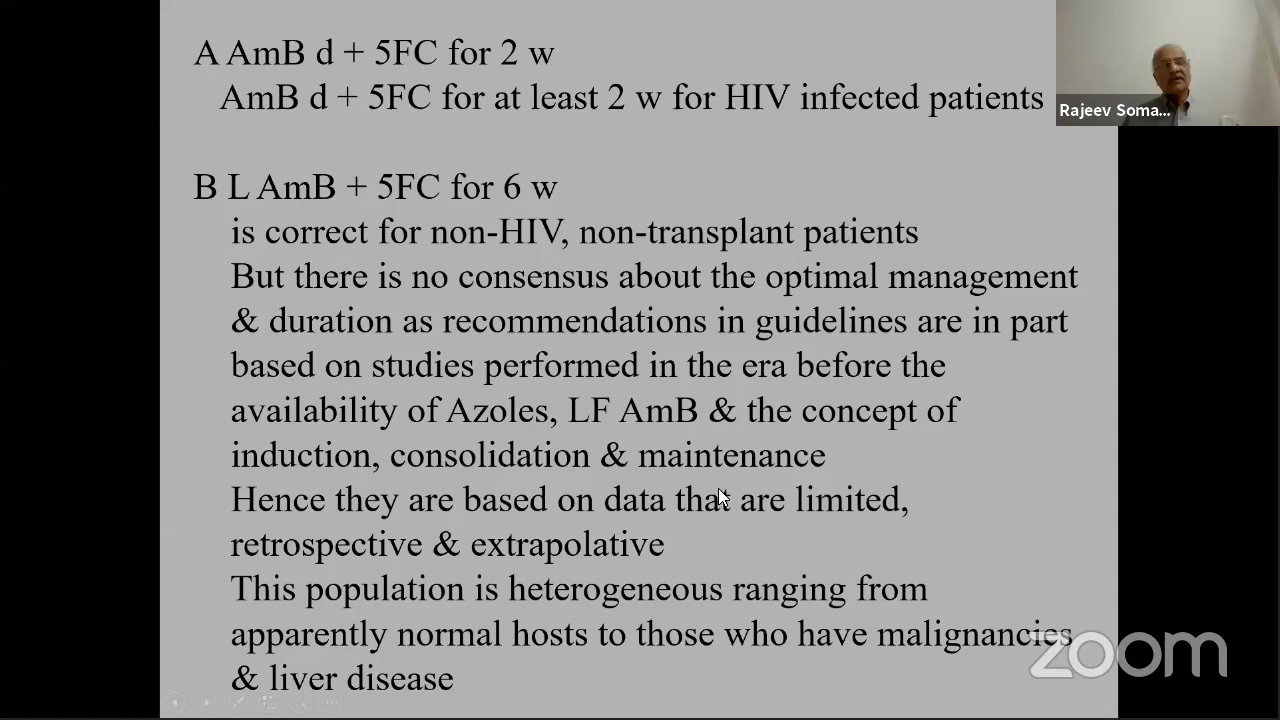 A AmB d + 5FC for 2 w
AmB d + 5FC for at least 2 w for HIV infected patients
Rajeev Soma...
B L AmB + 5FC for 6 w
is correct for non-HIV, non-transplant patients
But there is no consensus about the optimal management
& duration as recommendations in guidelines are in part
based on studies performed in the era before the
availability of Azoles, LF AmB & the concept of
induction, consolidation & maintenance
Hence they are based on data that are limited,
retrospective & extrapolative
This population is heterogeneous ranging from
apparently normal hosts to those who have malignancies
& liver disease
zoom